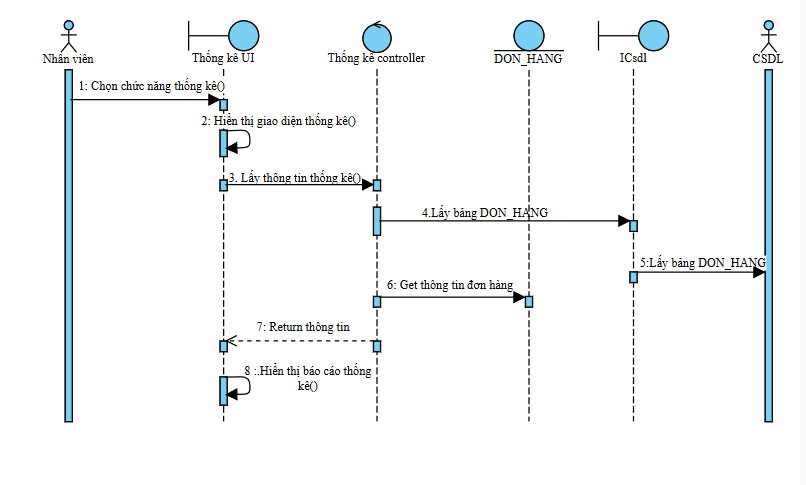 Nhân viên
Thống kê UI
Thống kê controller
DON_HANG
ICsdl
CSDL
1: Chọn chức năng thống kê()
2: Hiển thị giao diện thống kê()
3. Lấy thông tin thống kê()
4.Lấy bảng DON_HANG
5:Lấy bảng DON_HANG
6: Get thông tin đơn hàng
7: Return thông tin
8 :.Hiển thị báo cáo thống
kê()